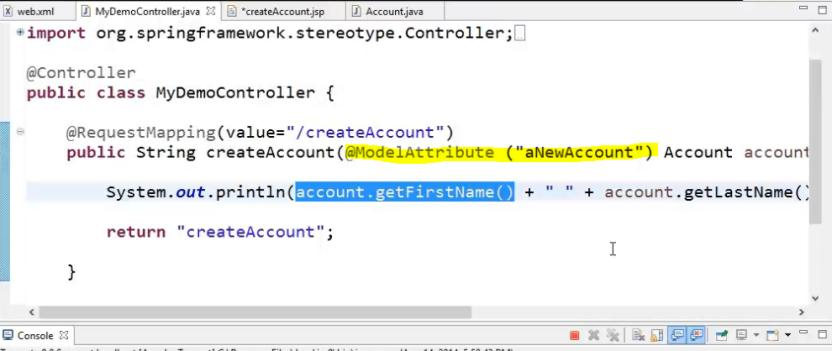 web.xml MyDemoController.java *createAccount.jsp Account.java
import org.springframework.stereotype.Controller;
@Controller
public class MyDemoController {
@RequestMapping(value="/createAccount")
public String createAccount(@ModelAttribute ("aNewAccount") Account account
System.out.println(account.getFirstName() + " " + account.getLastName()
return "createAccount";
}
Console